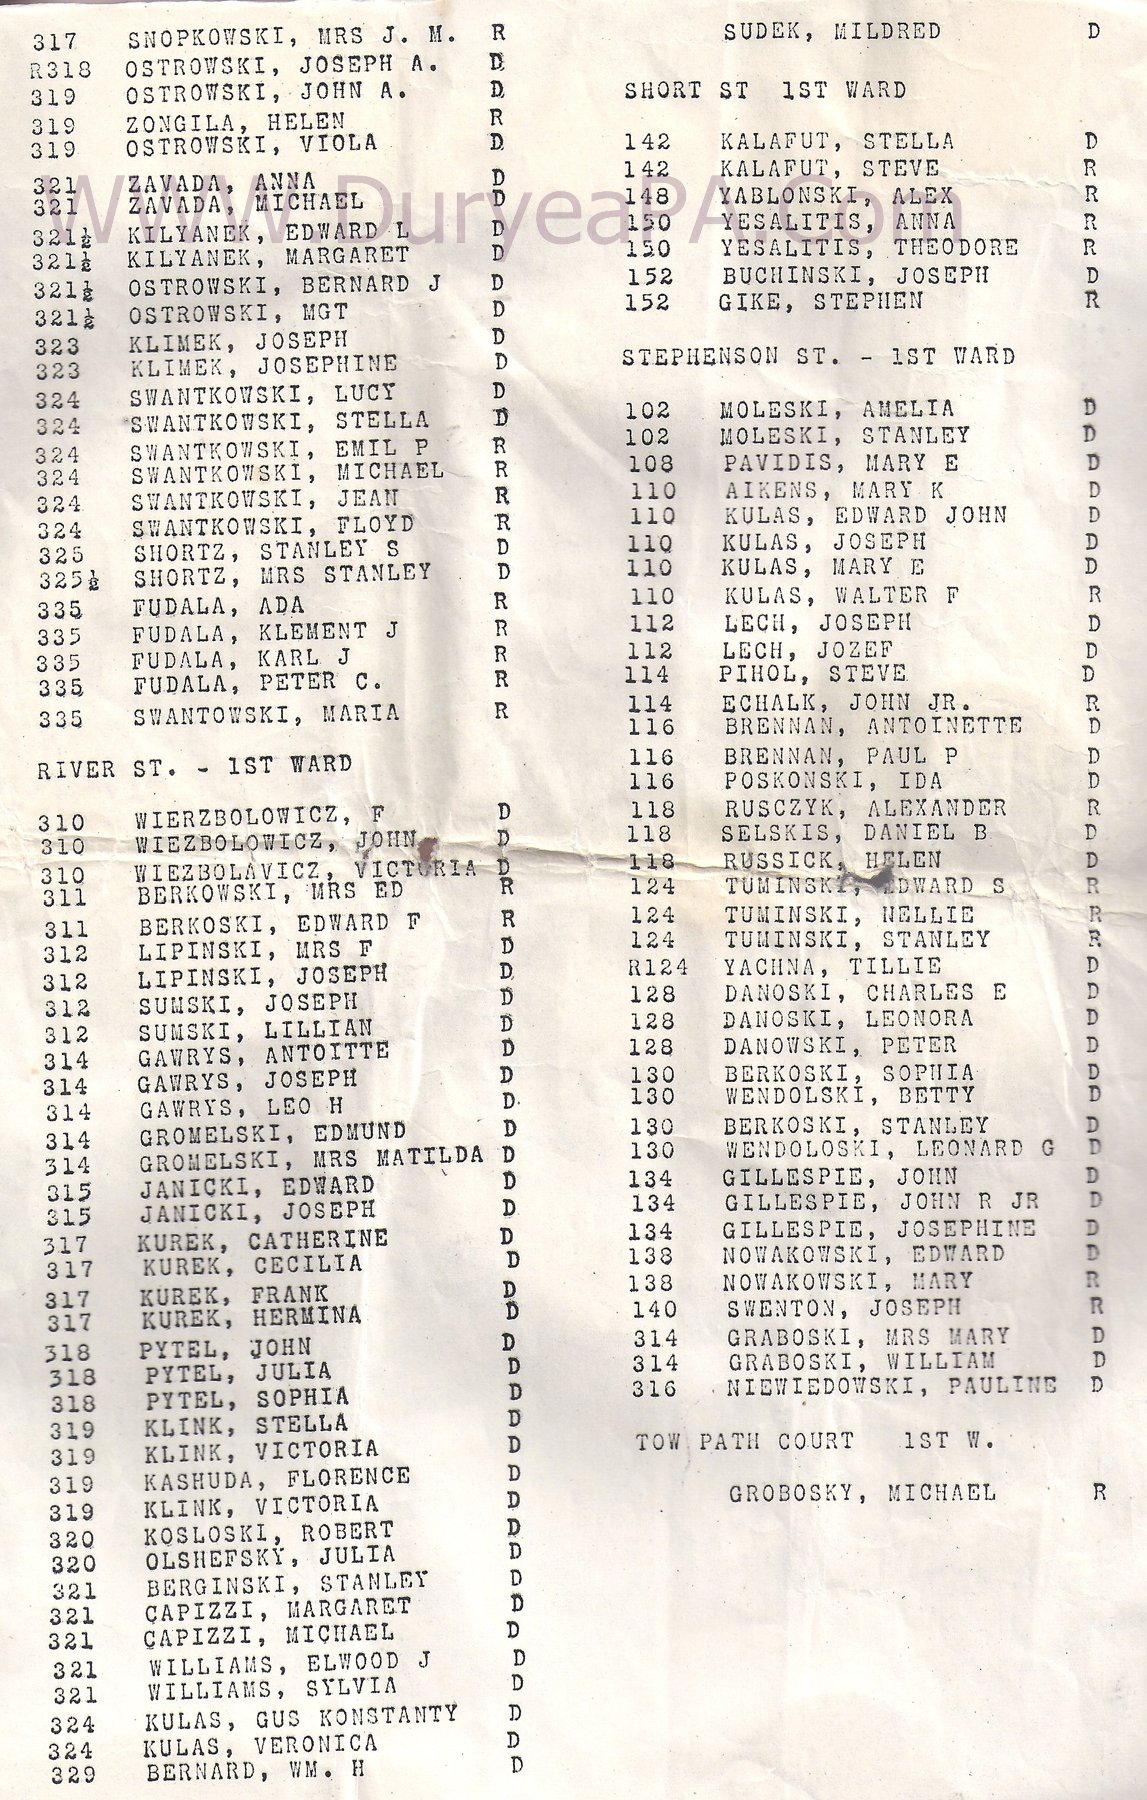 317 SNOPKOWSKI, MRS J. M. R
R318 OSTROWSKI, JOSEPH A. D
319 OSTROWSKI, JOHN A. D
319 ZONGILA, HELEN R
319 OSTROWSKI, VIOLA D
321 ZAVADA, ANNA D
321 ZAVADA, MICHAEL D
321½ KILYANEK, EDWARD L D
321½ KILYANEK, MARGARET D
321½ OSTROWSKI, BERNARD J D
321½ OSTROWSKI, MGT D
323 KLIMEK, JOSEPH D
323 KLIMEK, JOSEPHINE D
324 SWANTKOWSKI, LUCY D
324 SWANTKOWSKI, STELLA D
324 SWANTKOWSKI, EMIL P R
324 SWANTKOWSKI, MICHAEL R
324 SWANTKOWSKI, JEAN R
324 SWANTKOWSKI, FLOYD R
325 SHORTZ, STANLEY S D
325½ SHORTZ, MRS STANLEY D
335 FUDALA, ADA R
335 FUDALA, KLEMENT J R
335 FUDALA, KARL J R
335 FUDALA, PETER C. R
335 SWANTOWSKI, MARIA R
RIVER ST. - 1ST WARD
310 WIERZBOLOWICZ, F D
310 WIEZBOLOWICZ, JOHN D
310 WIEZBOLAVICZ, VICTORIA D
311 BERKOWSKI, MRS ED R
311 BERKOSKI, EDWARD F R
312 LIPINSKI, MRS F D
312 LIPINSKI, JOSEPH D
312 SUMSKI, JOSEPH D
312 SUMSKI, LILLIAN D
314 GAWRYS, ANTOITTE D
314 GAWRYS, JOSEPH D
314 GAWRYS, LEO H D
314 GROMELSKI, EDMUND D
314 GROMELSKI, MRS MATILDA D
315 JANICKI, EDWARD D
315 JANICKI, JOSEPH D
317 KUREK, CATHERINE D
317 KUREK, CECILIA D
317 KUREK, FRANK D
317 KUREK, HERMINA D
318 PYTEL, JOHN D
318 PYTEL, JULIA D
318 PYTEL, SOPHIA D
319 KLINK, STELLA D
319 KLINK, VICTORIA D
319 KASHUDA, FLORENCE D
319 KLINK, VICTORIA D
320 KOSLOSKI, ROBERT D
320 OLSHEFSKY, JULIA D
321 BERGINSKI, STANLEY D
321 CAPIZZI, MARGARET D
321 CAPIZZI, MICHAEL D
321 WILLIAMS, ELWOOD J D
321 WILLIAMS, SYLVIA D
324 KULAS, GUS KONSTANTY D
324 KULAS, VERONICA D
329 BERNARD, WM. H D
SUDEK, MILDRED D
SHORT ST 1ST WARD
142 KALAFUT, STELLA D
142 KALAFUT, STEVE R
148 YABLONSKI, ALEX R
150 YESALITIS, ANNA R
150 YESALITIS, THEODORE R
152 BUCHINSKI, JOSEPH D
152 GIKE, STEPHEN R
STEPHENSON ST. - 1ST WARD
102 MOLESKI, AMELIA D
102 MOLESKI, STANLEY D
108 PAVIDIS, MARY E D
110 AIKENS, MARY K D
110 KULAS, EDWARD JOHN D
110 KULAS, JOSEPH D
110 KULAS, MARY E D
110 KULAS, WALTER F R
112 LECH, JOSEPH D
112 LECH, JOZEF D
114 PIHOL, STEVE D
114 ECHALK, JOHN JR. R
116 BRENNAN, ANTOINETTE D
116 BRENNAN, PAUL P D
116 POSKONSKI, IDA D
118 RUSCZYK, ALEXANDER R
118 SELSKIS, DANIEL B D
118 RUSSICK, HELEN D
124 TUMINSKI, EDWARD S R
124 TUMINSKI, NELLIE R
124 TUMINSKI, STANLEY R
R124 YACHNA, TILLIE D
128 DANOSKI, CHARLES E D
128 DANOSKI, LEONORA D
128 DANOWSKI, PETER D
130 BERKOSKI, SOPHIA D
130 WENDOLSKI, BETTY D
130 BERKOSKI, STANLEY D
130 WENDOLOSKI, LEONARD G D
134 GILLESPIE, JOHN D
134 GILLESPIE, JOHN R JR D
134 GILLESPIE, JOSEPHINE D
138 NOWAKOWSKI, EDWARD D
138 NOWAKOWSKI, MARY R
140 SWENTON, JOSEPH R
314 GRABOSKI, MRS MARY D
314 GRABOSKI, WILLIAM D
316 NIEWIEDOWSKI, PAULINE D
TOW PATH COURT 1ST W.
GROBOSKY, MICHAEL R
WWW.DuryeaPA.Com